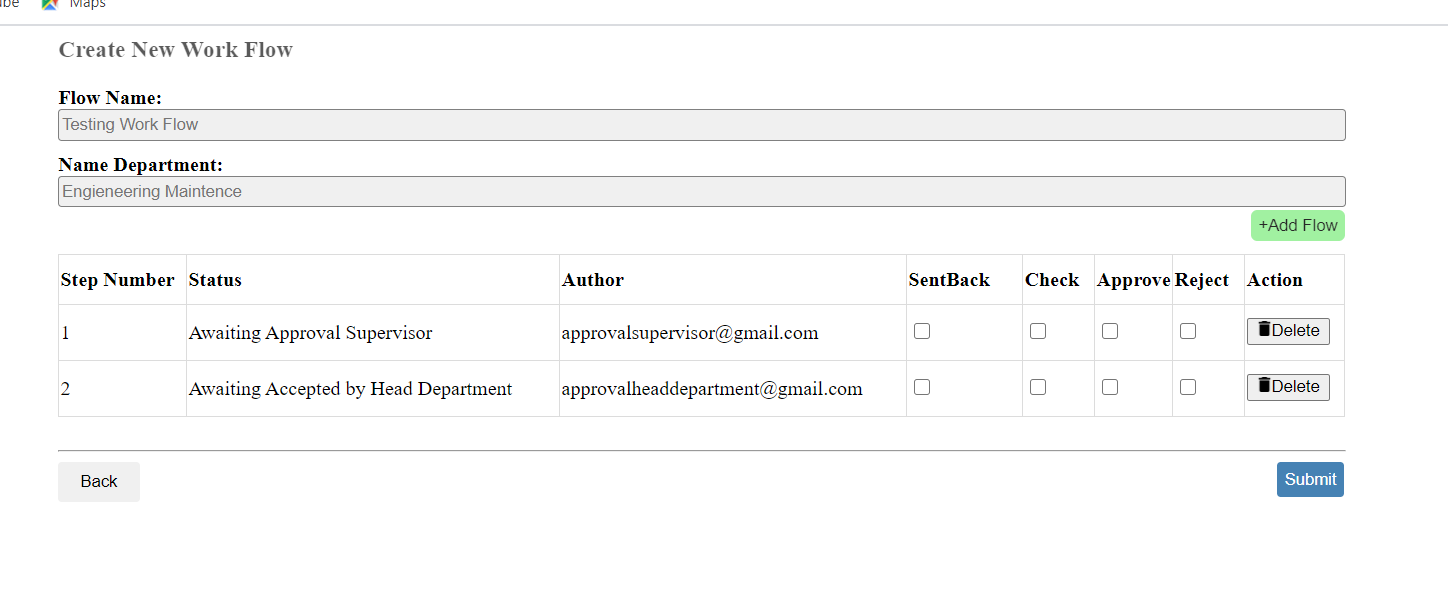 Maps
Create New Work Flow
Flow Name:
Testing Work Flow
Name Department:
Engieneering Maintence
+Add Flow
Step Number Status Author SentBack Check Approve Reject Action
1 Awaiting Approval Supervisor approvalsupervisor@gmail.com Delete
2 Awaiting Accepted by Head Department approvalheaddepartment@gmail.com Delete
Back Submit